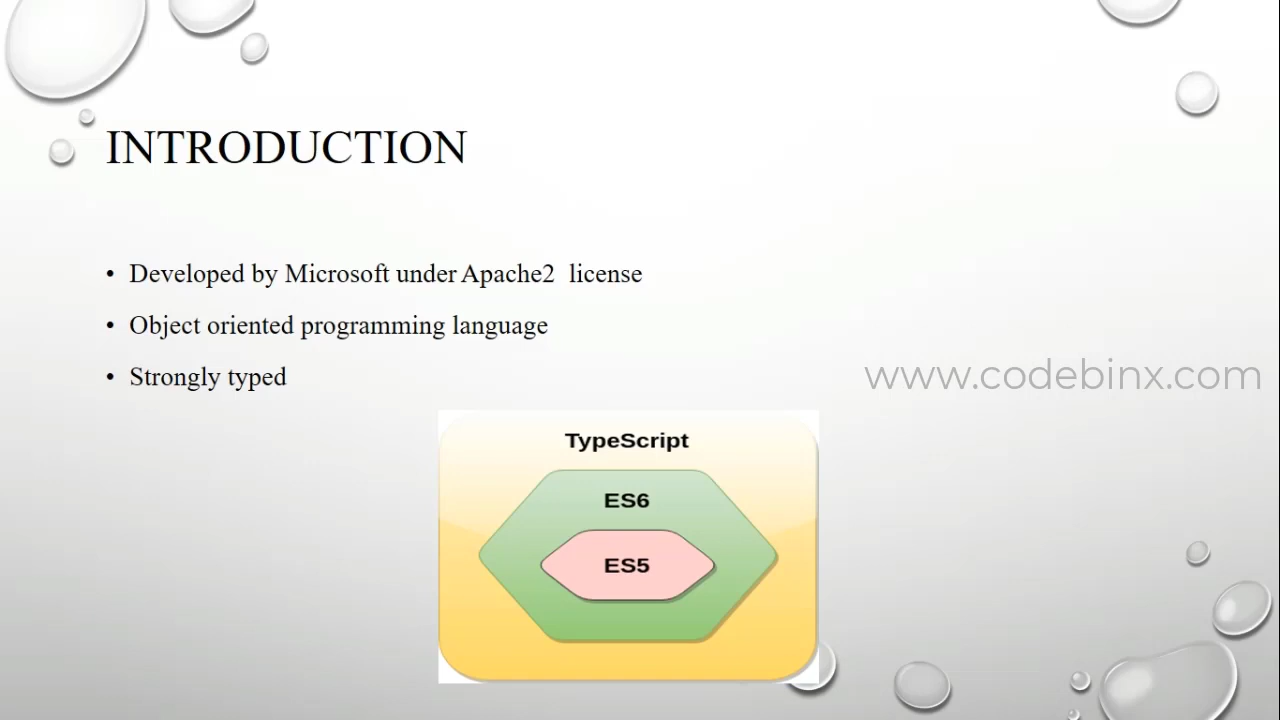 INTRODUCTION
• Developed by Microsoft under Apache2 license
• Object oriented programming language
• Strongly typed
www.codebinx.com
TypeScript
ES6
ES5